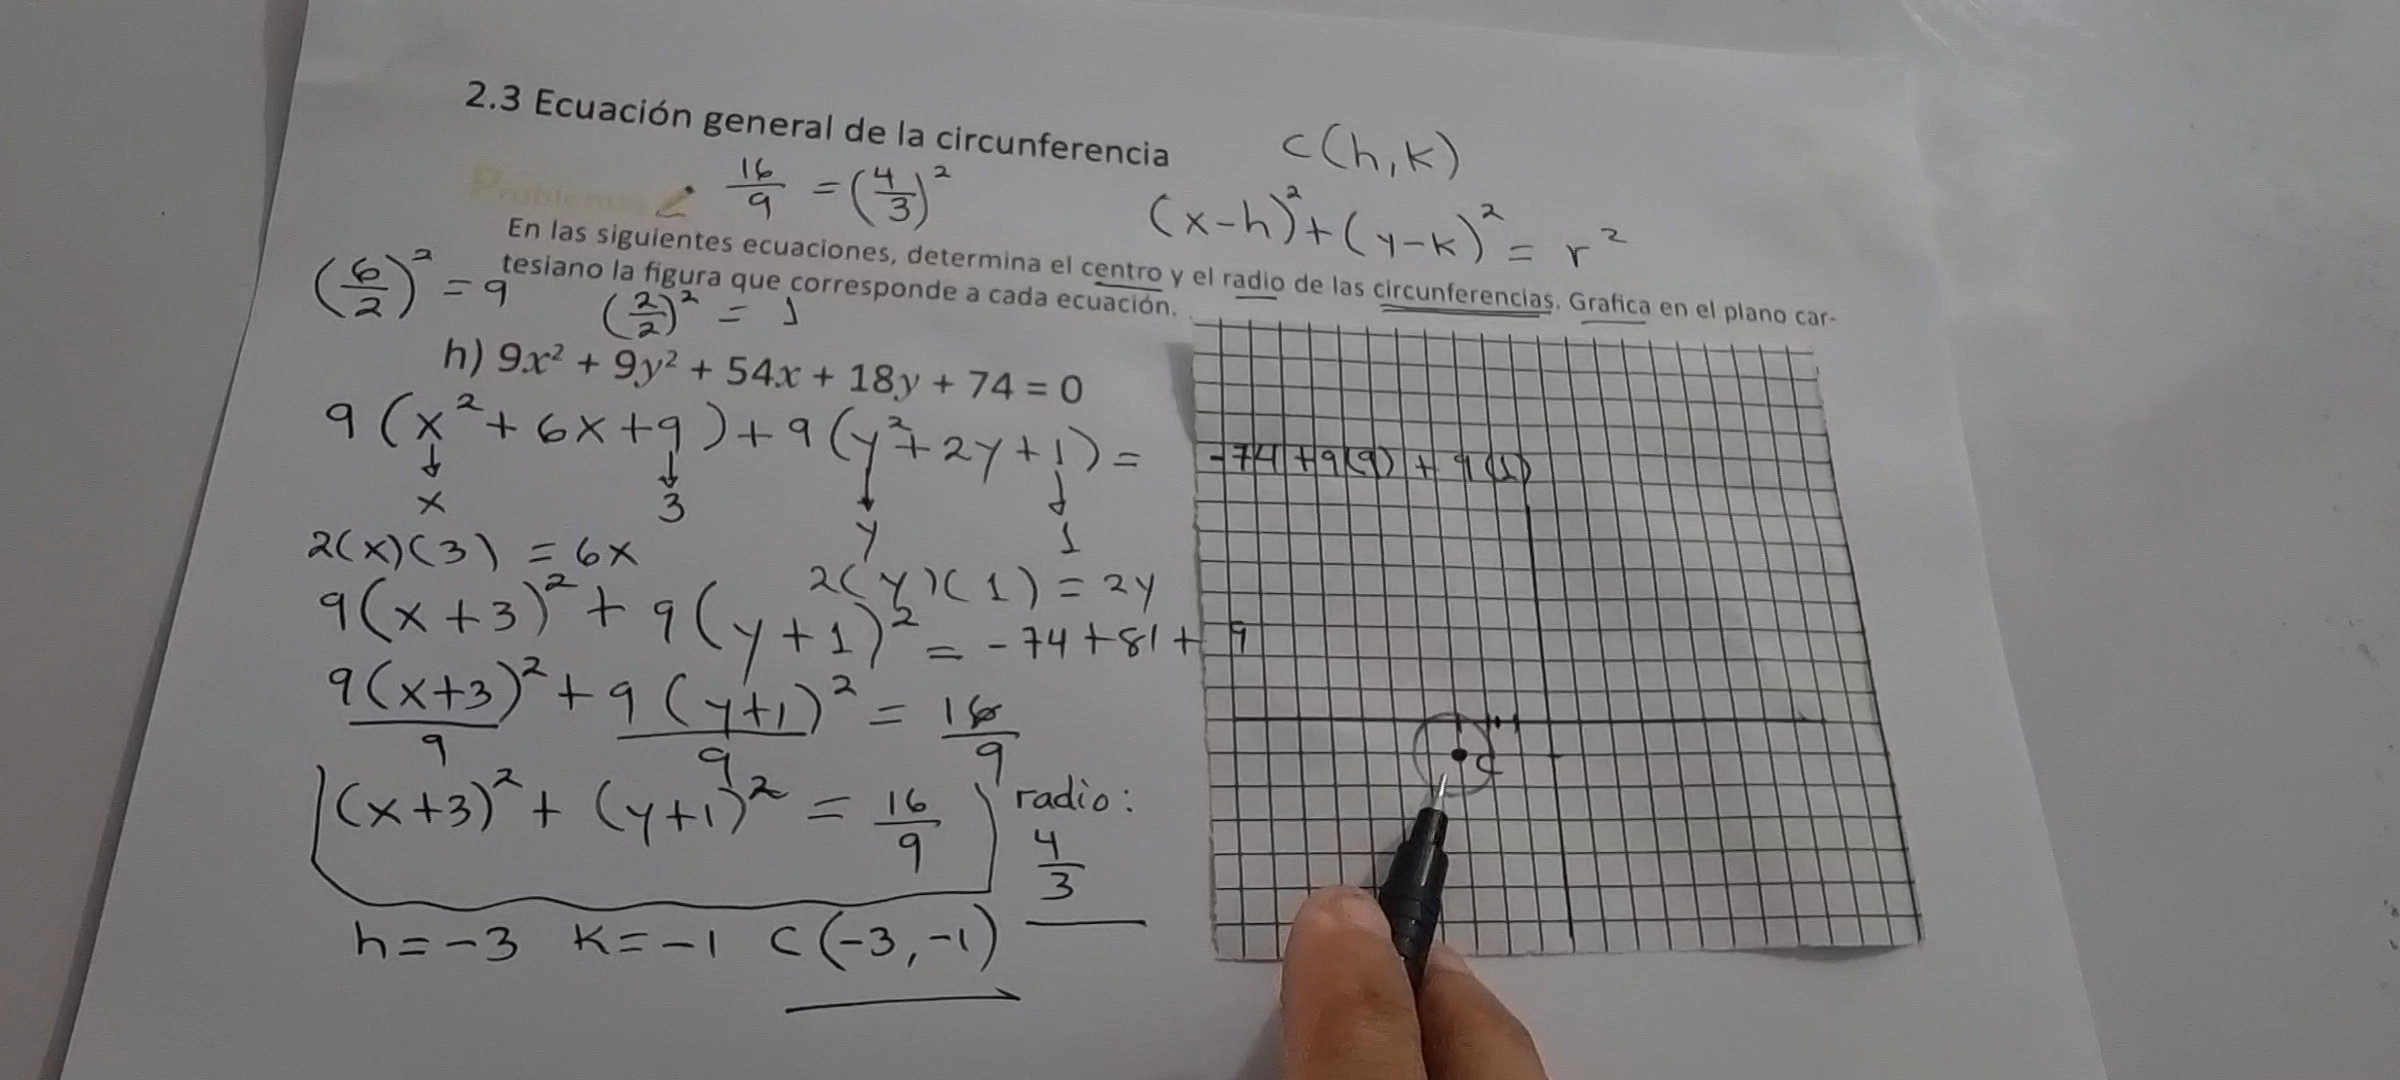 2.3 Ecuación general de la circunferencia
C(h,k)
Problemas
16/9 = (4/3)²
(x-h)² + (y-k)² = r²
En las siguientes ecuaciones, determina el centro y el radio de las circunferencias. Grafica en el plano car-
tesiano la figura que corresponde a cada ecuación.
(6/2)² = 9
(2/2)² = 1
h) 9x² + 9y² + 54x + 18y + 74 = 0
9(x² + 6x + 9) + 9(y² + 2y + 1) = -74 + 9(9) + 9(1)
x 3 y 1
2(x)(3) = 6x
2(y)(1) = 2y
9(x+3)² + 9(y+1)² = -74 + 81 + 9
9(x+3)²/9 + 9(y+1)²/9 = 16/9
(x+3)² + (y+1)² = 16/9
radio:
4/3
h = -3 k = -1 C(-3,-1)
C